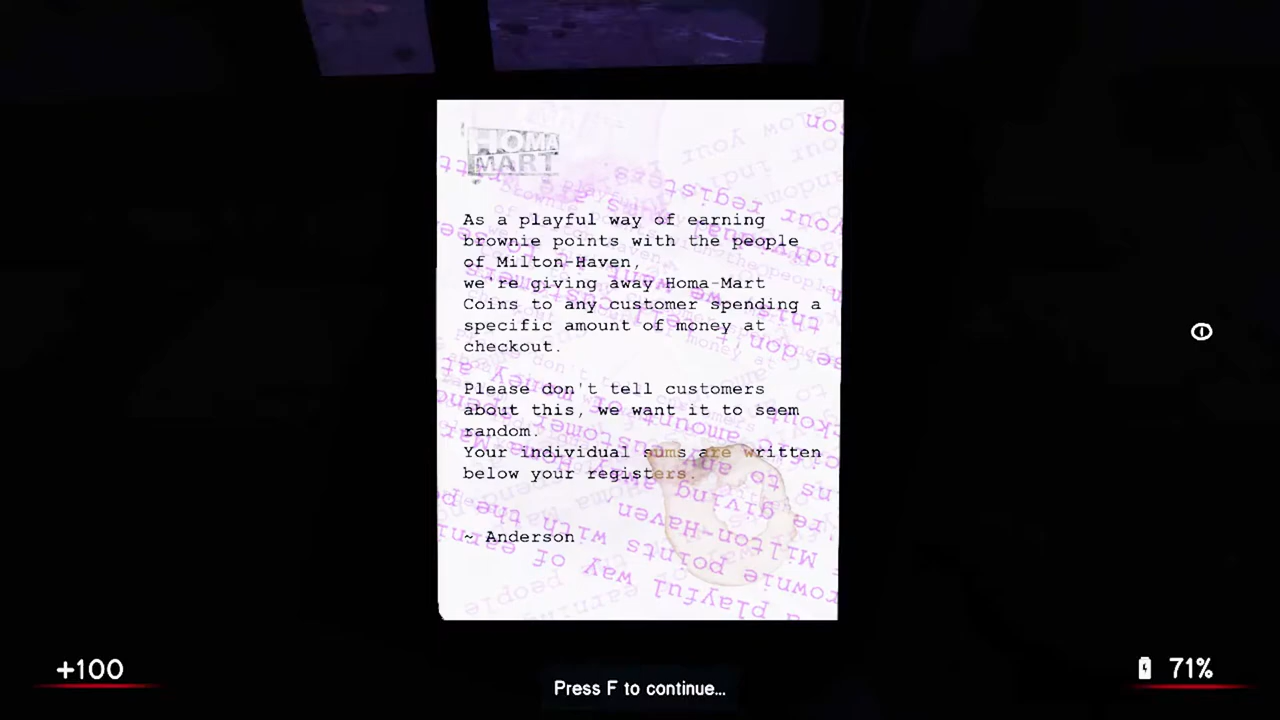 HOMA
MART
As a playful way of earning
brownie points with the people
of Milton-Haven,
we're giving away Homa-Mart
Coins to any customer spending a
specific amount of money at
checkout.
Please don't tell customers
about this, we want it to seem
random.
Your individual sums are written
below your registers.
~ Anderson
+100
71%
Press F to continue...